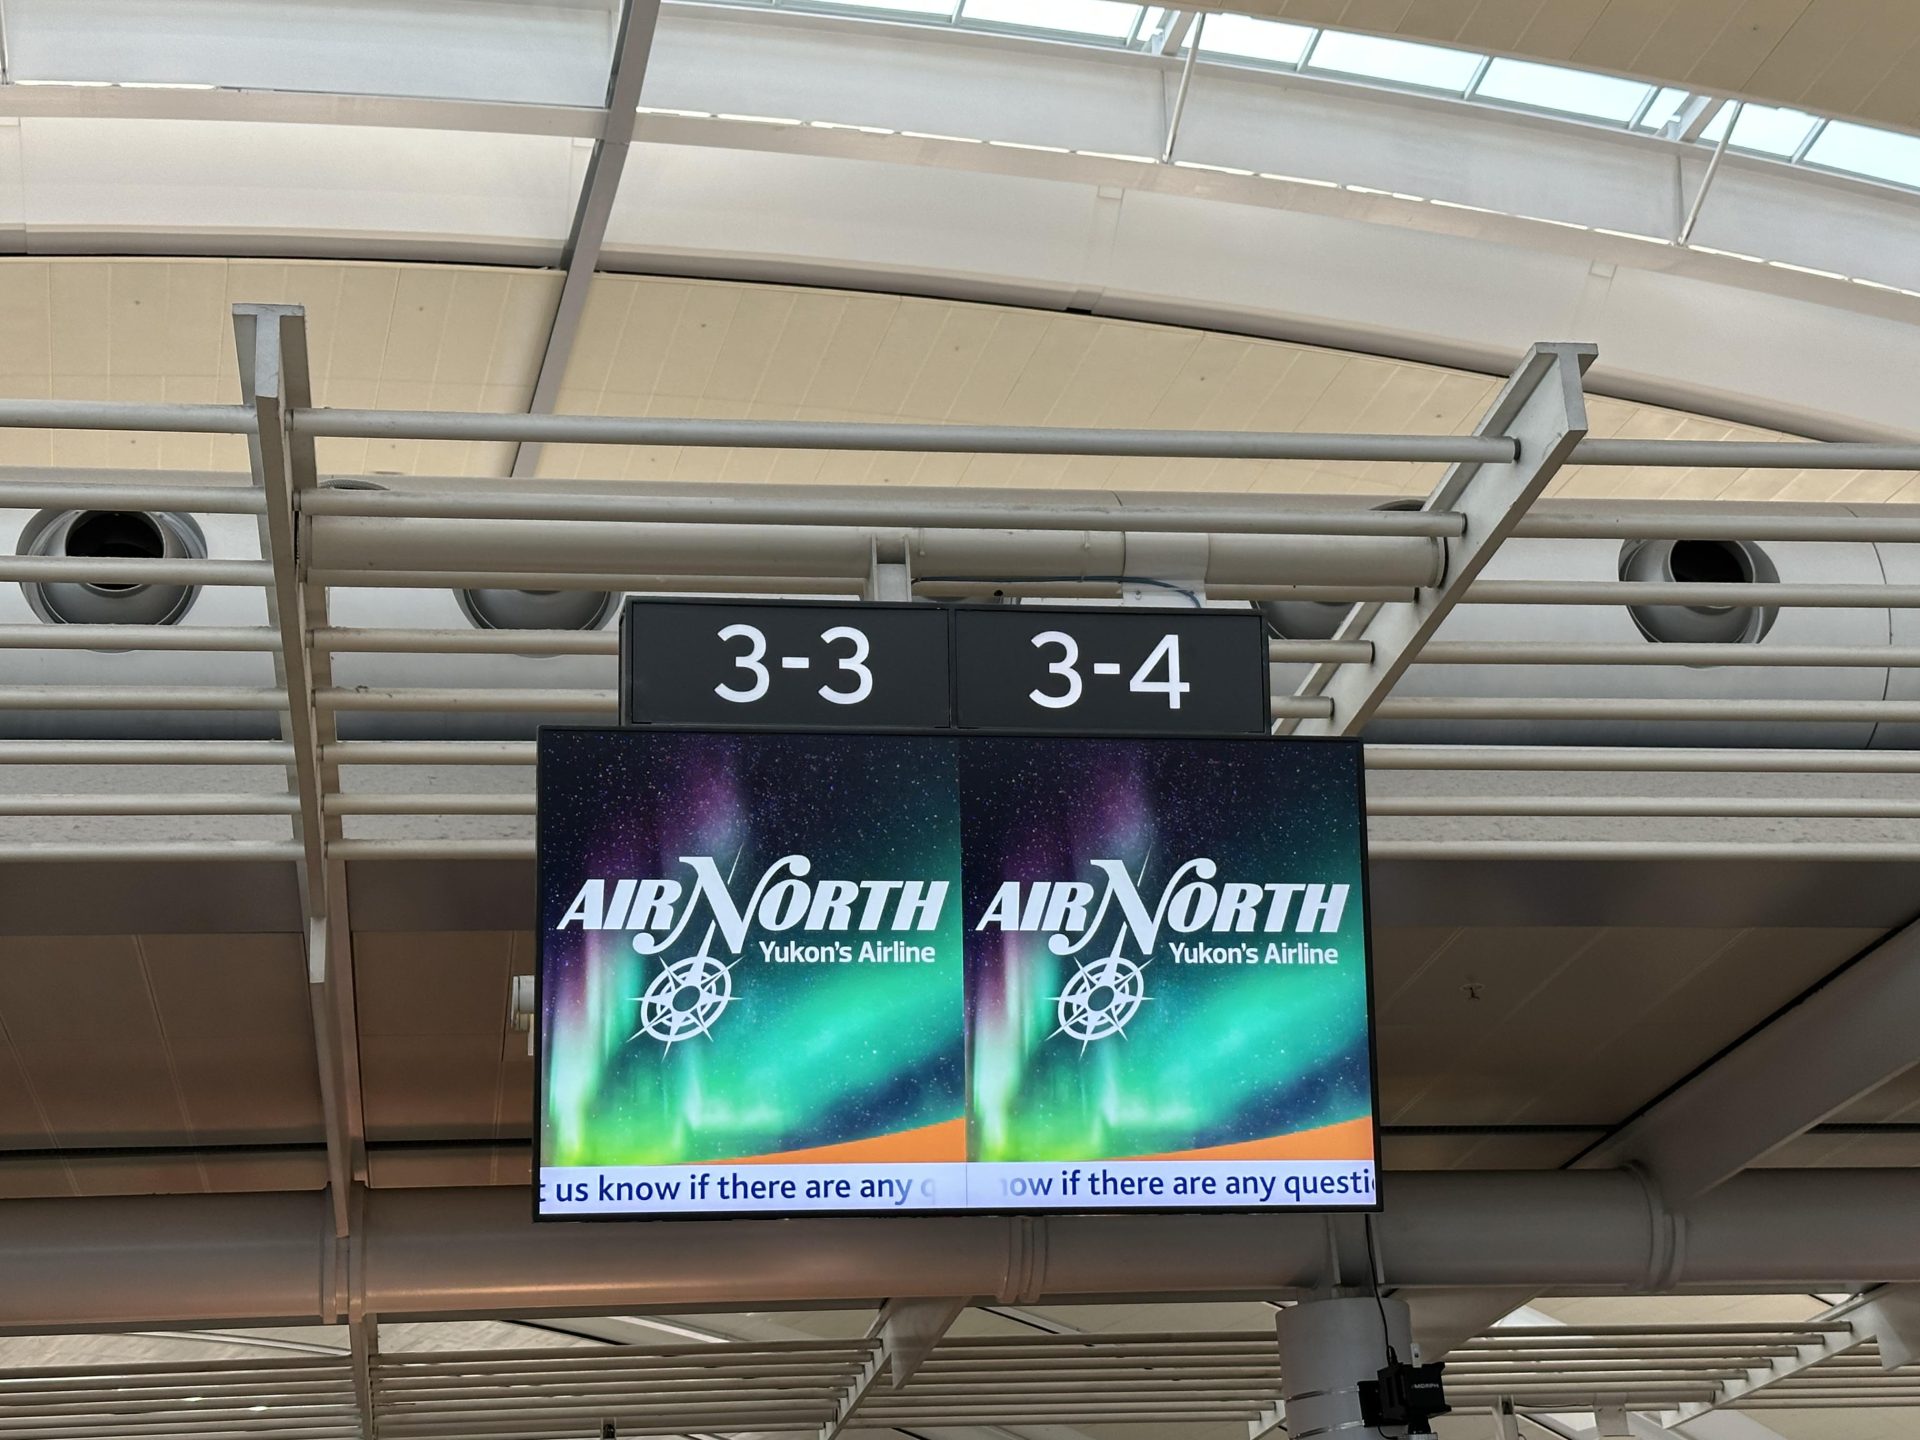 3-3
3-4
AIR NORTH
Yukon's Airline
us know if there are any
AIR NORTH
Yukon's Airline
if there are any